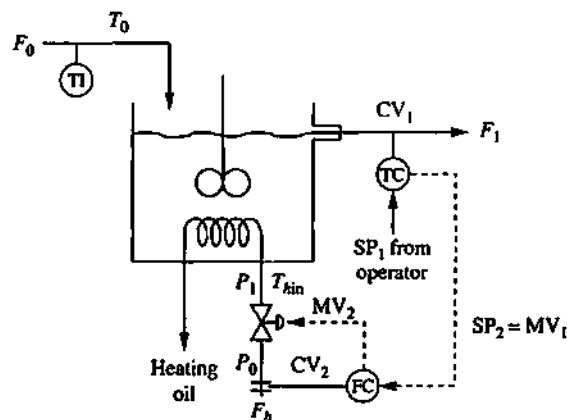 T₀
F₀
TI
CV₁
F₁
TC
SP₁ from
operator
P₁
T_hin
MV₂
SP₂ = MV₁
Heating
oil
P₀
CV₂
FC
F_h